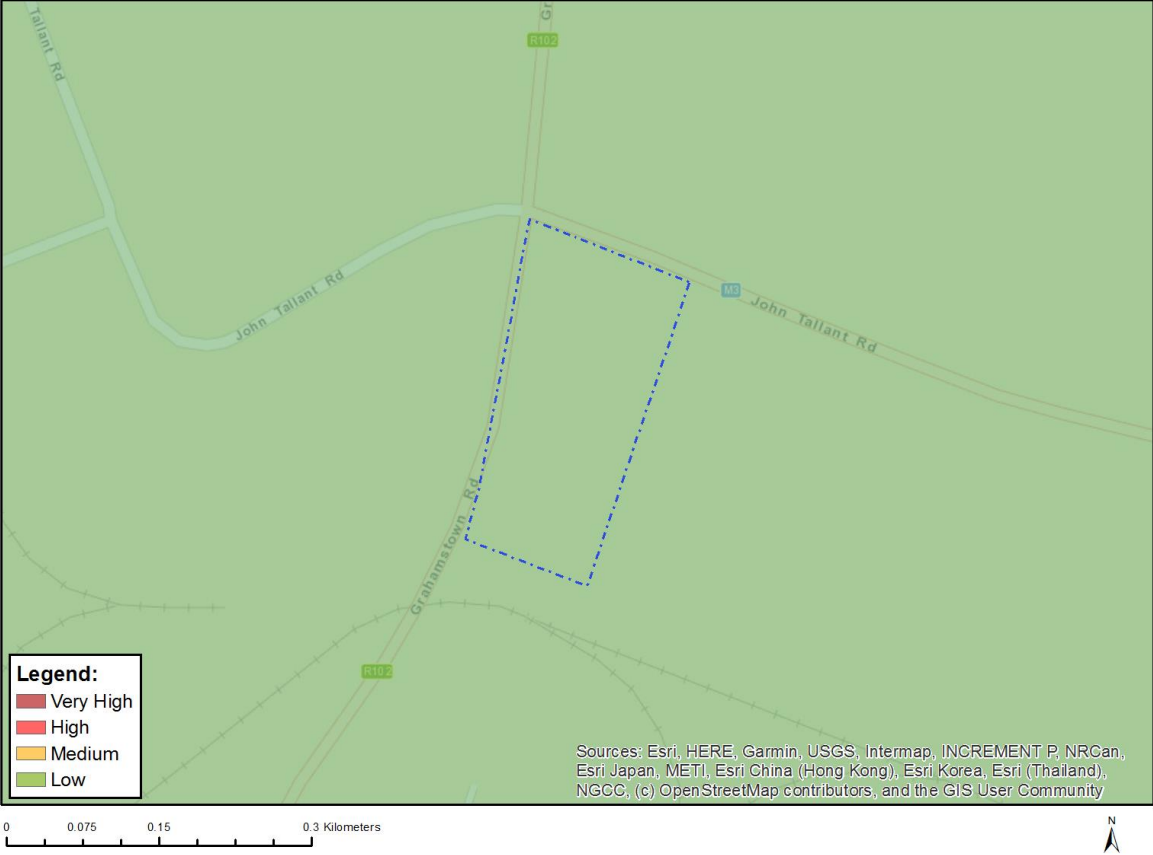 Tallant Rd
Gr
R102
John Tallant Rd
M3
John Tallant Rd
Grahamstown Rd
R102
Legend:
Very High
High
Medium
Low
Sources: Esri, HERE, Garmin, USGS, Intermap, INCREMENT P, NRCan,
Esri Japan, METI, Esri China (Hong Kong), Esri Korea, Esri (Thailand),
NGCC, (c) OpenStreetMap contributors, and the GIS User Community
0 0.075 0.15 0.3 Kilometers
N